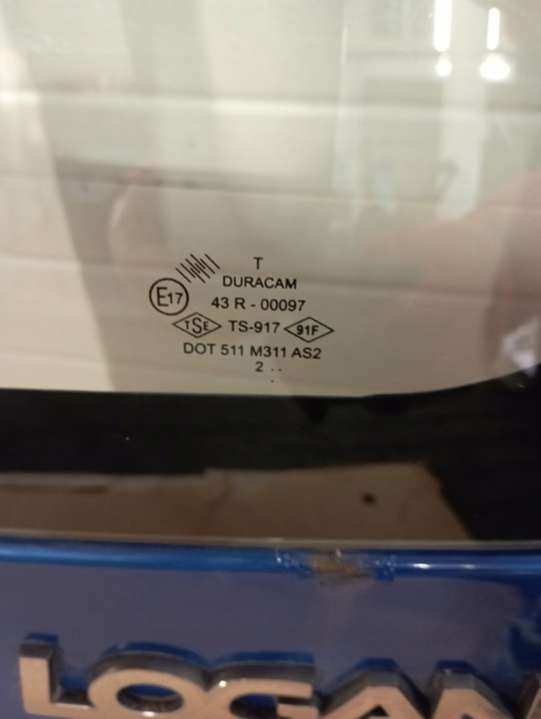 T
DURACAM
E17 43 R - 00097
TSE TS-917 91F
DOT 511 M311 AS2
2 ..
.
LOGAN